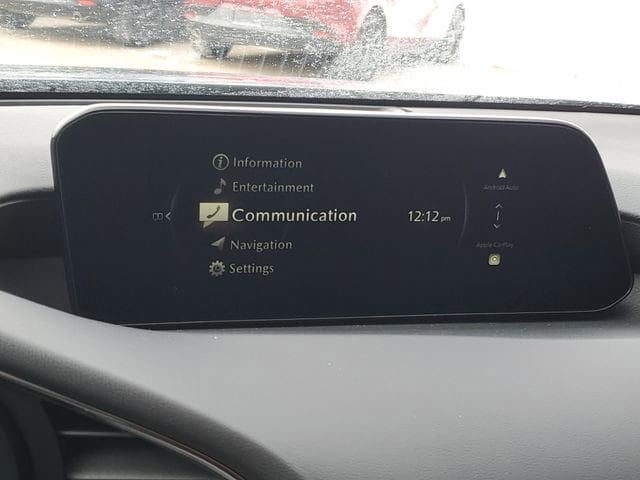 Information
Entertainment
Communication
12:12 pm
Navigation
Settings
Android Auto
Apple CarPlay